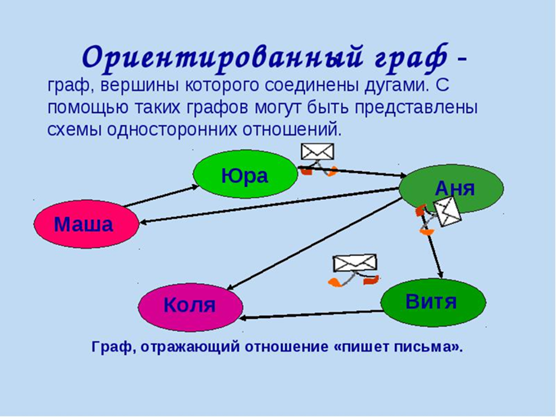 Ориентированный граф -
граф, вершины которого соединены дугами. С
помощью таких графов могут быть представлены
схемы односторонних отношений.
Юра
Аня
Маша
Коля
Витя
Граф, отражающий отношение «пишет письма».